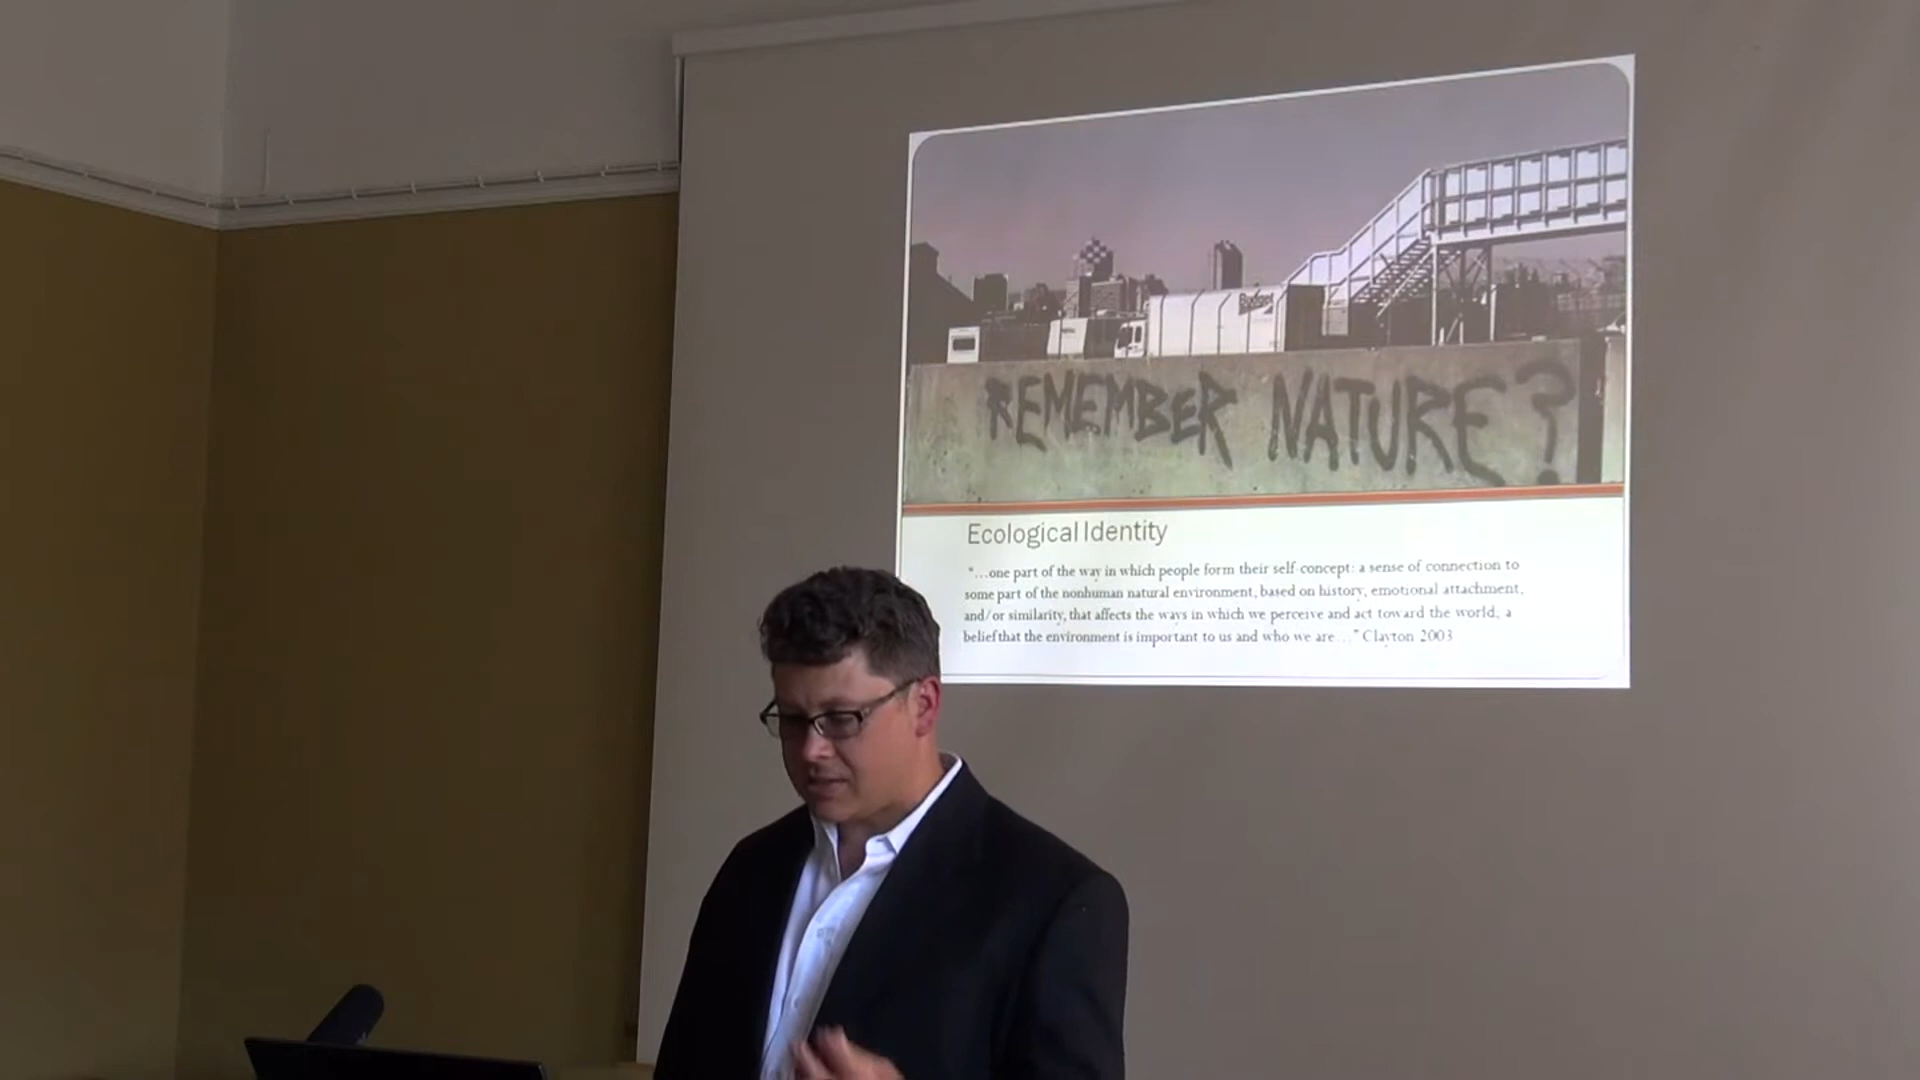 Budget
REMEMBER NATURE?
Ecological Identity
“…one part of the way in which people form their self concept: a sense of connection to
some part of the nonhuman natural environment, based on history, emotional attachment,
and/or similarity, that affects the ways in which we perceive and act toward the world, a
belief that the environment is important to us and who we are…” Clayton 2003